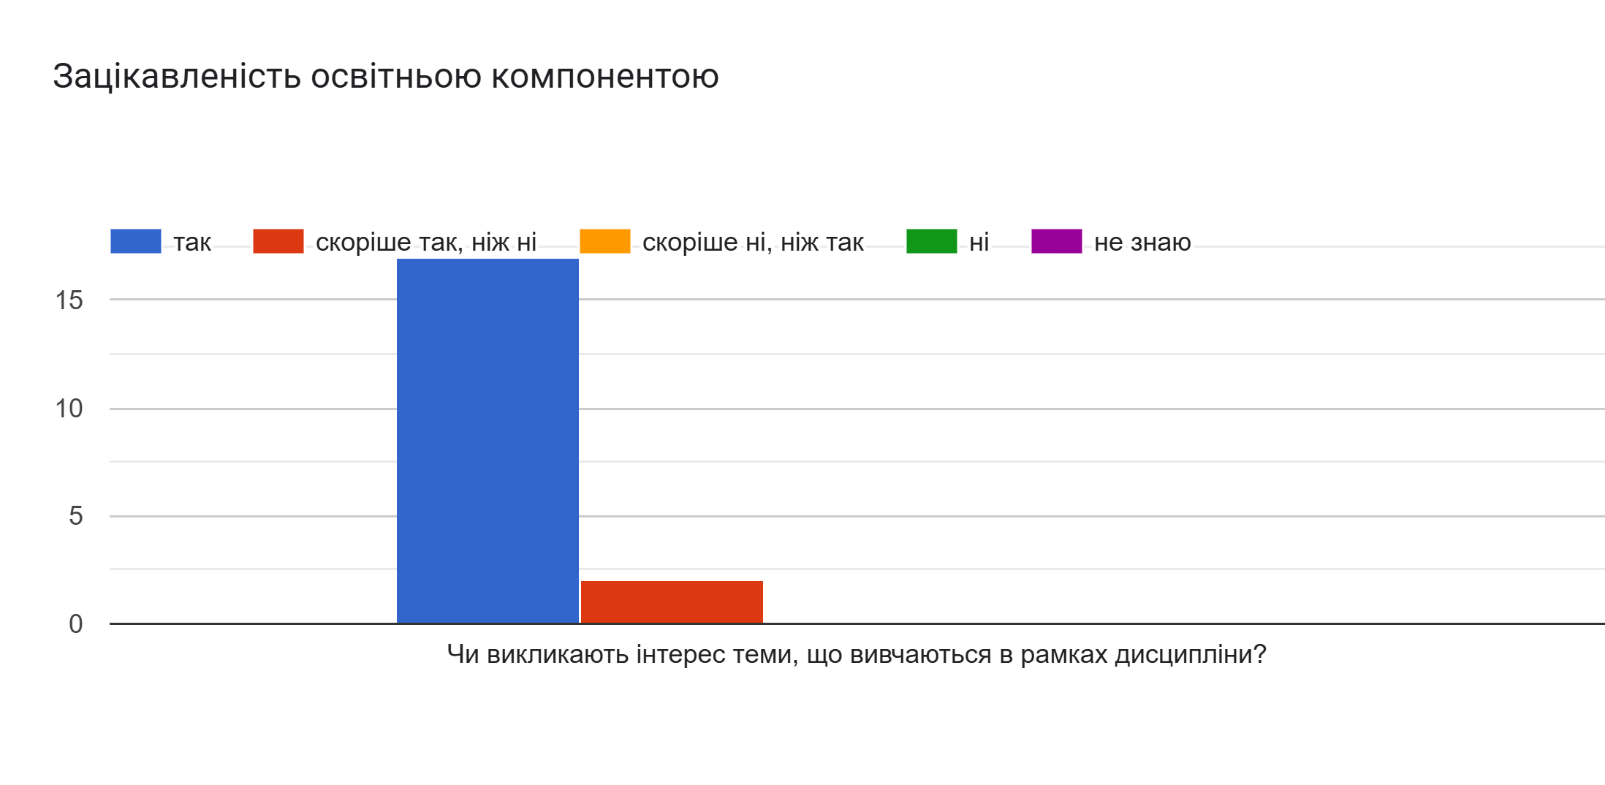 Зацікавленість освітньою компонентою
так скоріше так, ніж ні скоріше ні, ніж так ні не знаю
15
10
5
0
Чи викликають інтерес теми, що вивчаються в рамках дисципліни?